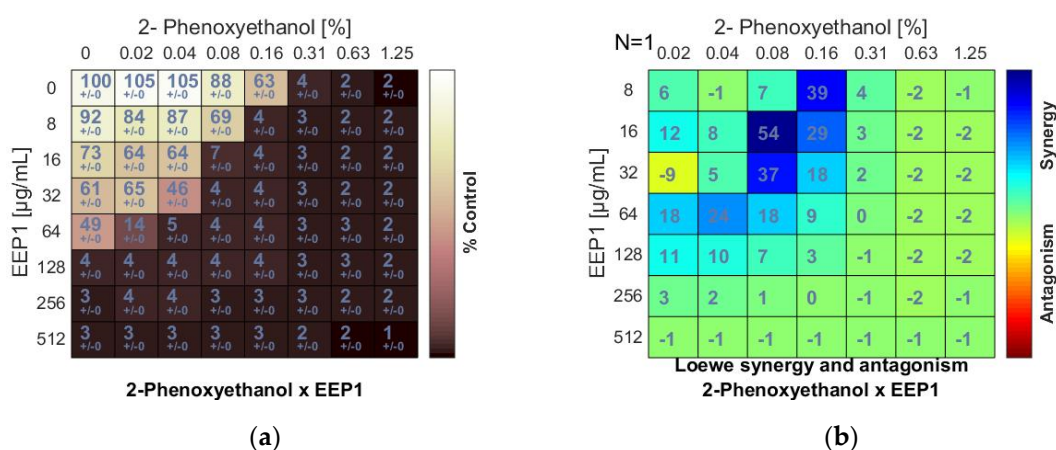 2- Phenoxyethanol [%]
0 0.02 0.04 0.08 0.16 0.31 0.63 1.25
EEP1 [µg/mL]
0 100 105 105 88 63 4 2 2
+/-0 +/-0 +/-0 +/-0 +/-0 +/-0 +/-0 +/-0
8 92 84 87 69 4 3 2 2
+/-0 +/-0 +/-0 +/-0 +/-0 +/-0 +/-0 +/-0
16 73 64 64 7 4 3 2 2
+/-0 +/-0 +/-0 +/-0 +/-0 +/-0 +/-0 +/-0
32 61 65 46 4 4 3 2 2
+/-0 +/-0 +/-0 +/-0 +/-0 +/-0 +/-0 +/-0
64 49 14 5 4 4 3 3 2
+/-0 +/-0 +/-0 +/-0 +/-0 +/-0 +/-0 +/-0
128 4 4 4 4 4 3 3 2
+/-0 +/-0 +/-0 +/-0 +/-0 +/-0 +/-0 +/-0
256 3 4 4 3 3 3 2 2
+/-0 +/-0 +/-0 +/-0 +/-0 +/-0 +/-0 +/-0
512 3 3 3 3 3 2 2 1
+/-0 +/-0 +/-0 +/-0 +/-0 +/-0 +/-0 +/-0
% Control
2-Phenoxyethanol x EEP1
(a)
2- Phenoxyethanol [%]
N=1 0.02 0.04 0.08 0.16 0.31 0.63 1.25
EEP1 [µg/mL]
8 6 -1 7 39 4 -2 -1
16 12 8 54 29 3 -2 -2
32 -9 5 37 18 2 -2 -2
64 18 24 18 9 0 -2 -2
128 11 10 7 3 -1 -2 -2
256 3 2 1 0 -1 -2 -1
512 -1 -1 -1 -1 -1 -1 -1
Synergy
Antagonism
Loewe synergy and antagonism
2-Phenoxyethanol x EEP1
(b)